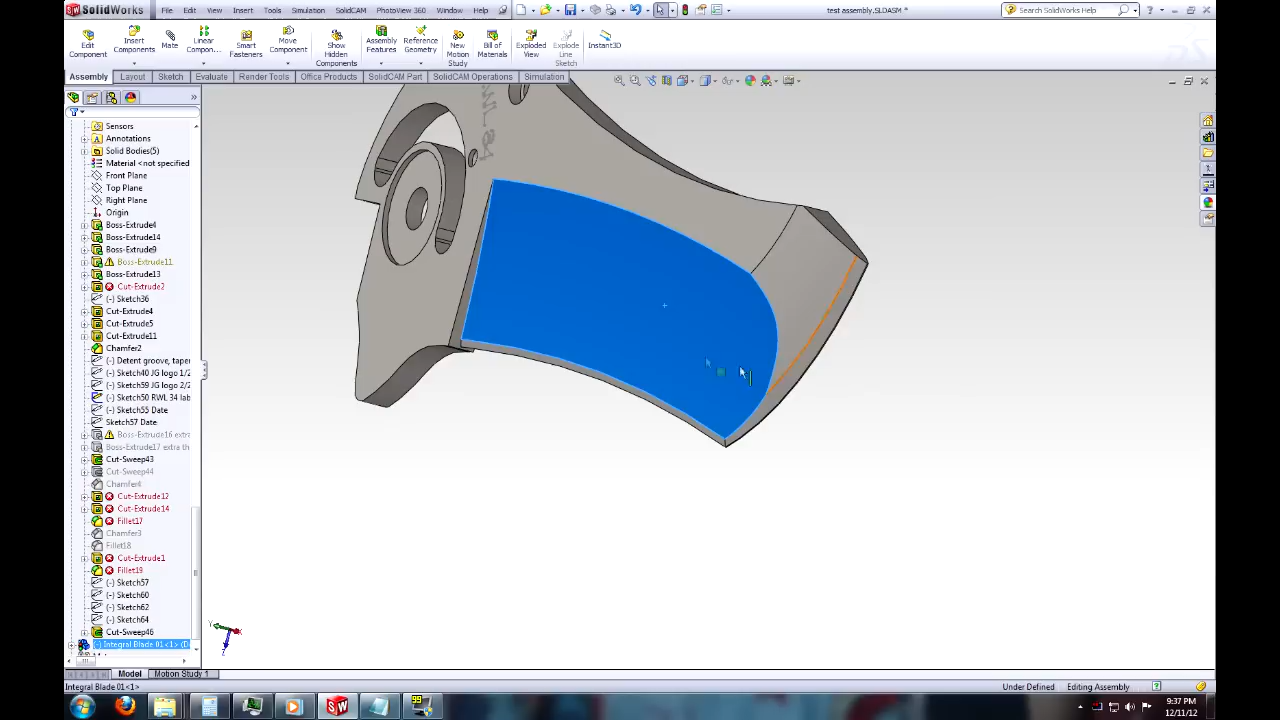 SolidWorks File Edit View Insert Tools Simulation SolidCAM PhotoView 360 Window Help test assembly.SLDASM * Search SolidWorks Help
Edit Component
Insert Components
Mate
Linear Compon...
Smart Fasteners
Move Component
Show Hidden Components
Assembly Features
Reference Geometry
New Motion Study
Bill of Materials
Exploded View
Explode Line Sketch
Instant3D
Assembly Layout Sketch Evaluate Render Tools Office Products SolidCAM Part SolidCAM Operations Simulation
Sensors
Annotations
Solid Bodies(5)
Material <not specified
Front Plane
Top Plane
Right Plane
Origin
Boss-Extrude4
Boss-Extrude14
Boss-Extrude9
Boss-Extrude11
Boss-Extrude13
Cut-Extrude2
(-) Sketch36
Cut-Extrude4
Cut-Extrude5
Cut-Extrude11
Chamfer2
(-) Detent groove, tape
(-) Sketch40 JG logo 1/2
(-) Sketch59 JG logo 2/2
(-) Sketch50 RWL 34 lab
(-) Sketch55 Date
Sketch57 Date
Boss-Extrude16 extra
Boss-Extrude17 extra th
Cut-Sweep43
Cut-Sweep44
Chamfer4
Cut-Extrude12
Cut-Extrude14
Fillet17
Chamfer3
Fillet18
Cut-Extrude1
Fillet19
(-) Sketch57
(-) Sketch60
(-) Sketch62
(-) Sketch64
Cut-Sweep46
(-) Integral Blade 01<1> (D
Model Motion Study 1
Integral Blade 01<1> Under Defined Editing Assembly
9:37 PM
12/11/12